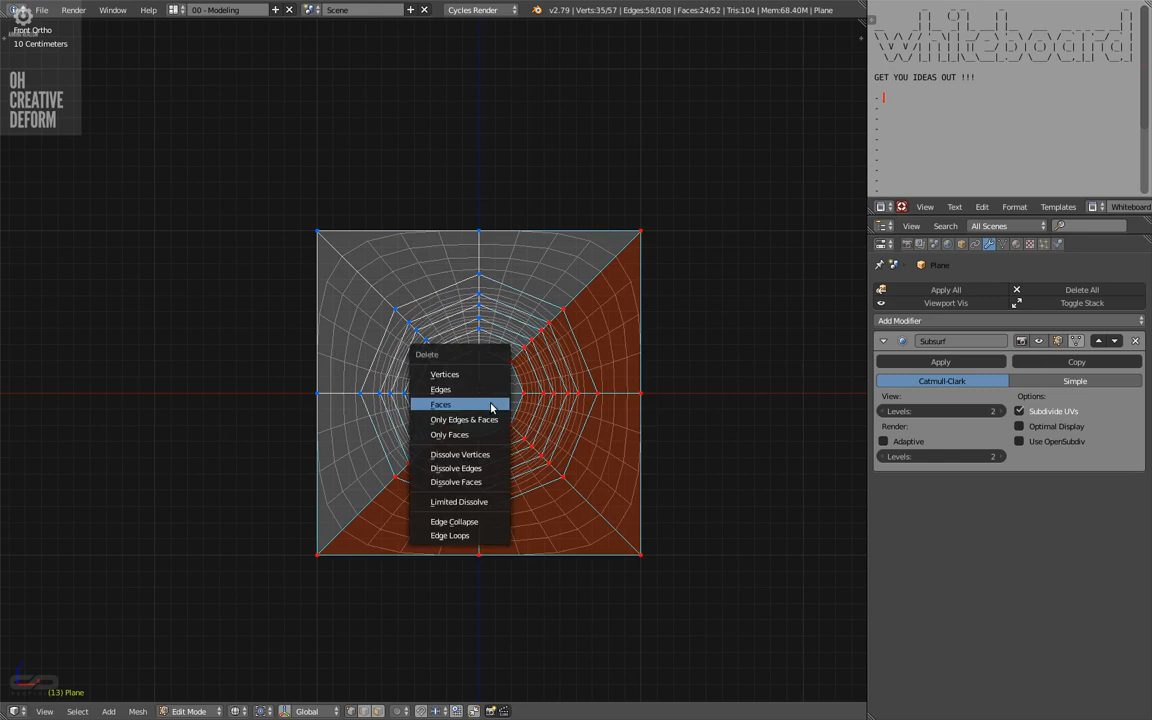 File Render Window Help 00 - Modeling Scene Cycles Render v2.79 | Verts:35/57 | Edges:58/108 | Faces:24/52 | Tris:104 | Mem:68.40M | Plane
Front Ortho
10 Centimeters
OH
CREATIVE
DEFORM
whiteboard
GET YOU IDEAS OUT !!!
-
-
-
-
-
-
-
-
-
View Text Edit Format Templates Whiteboard
View Search All Scenes
Plane
Apply All Delete All
Viewport Vis Toggle Stack
Add Modifier
Subsurf
Apply Copy
Catmull-Clark Simple
View: Options:
Levels: 2 Subdivide UVs
Render: Optimal Display
Adaptive Use OpenSubdiv
Levels: 2
Delete
Vertices
Edges
Faces
Only Edges & Faces
Only Faces
Dissolve Vertices
Dissolve Edges
Dissolve Faces
Limited Dissolve
Edge Collapse
Edge Loops
(13) Plane
View Select Add Mesh Edit Mode Global